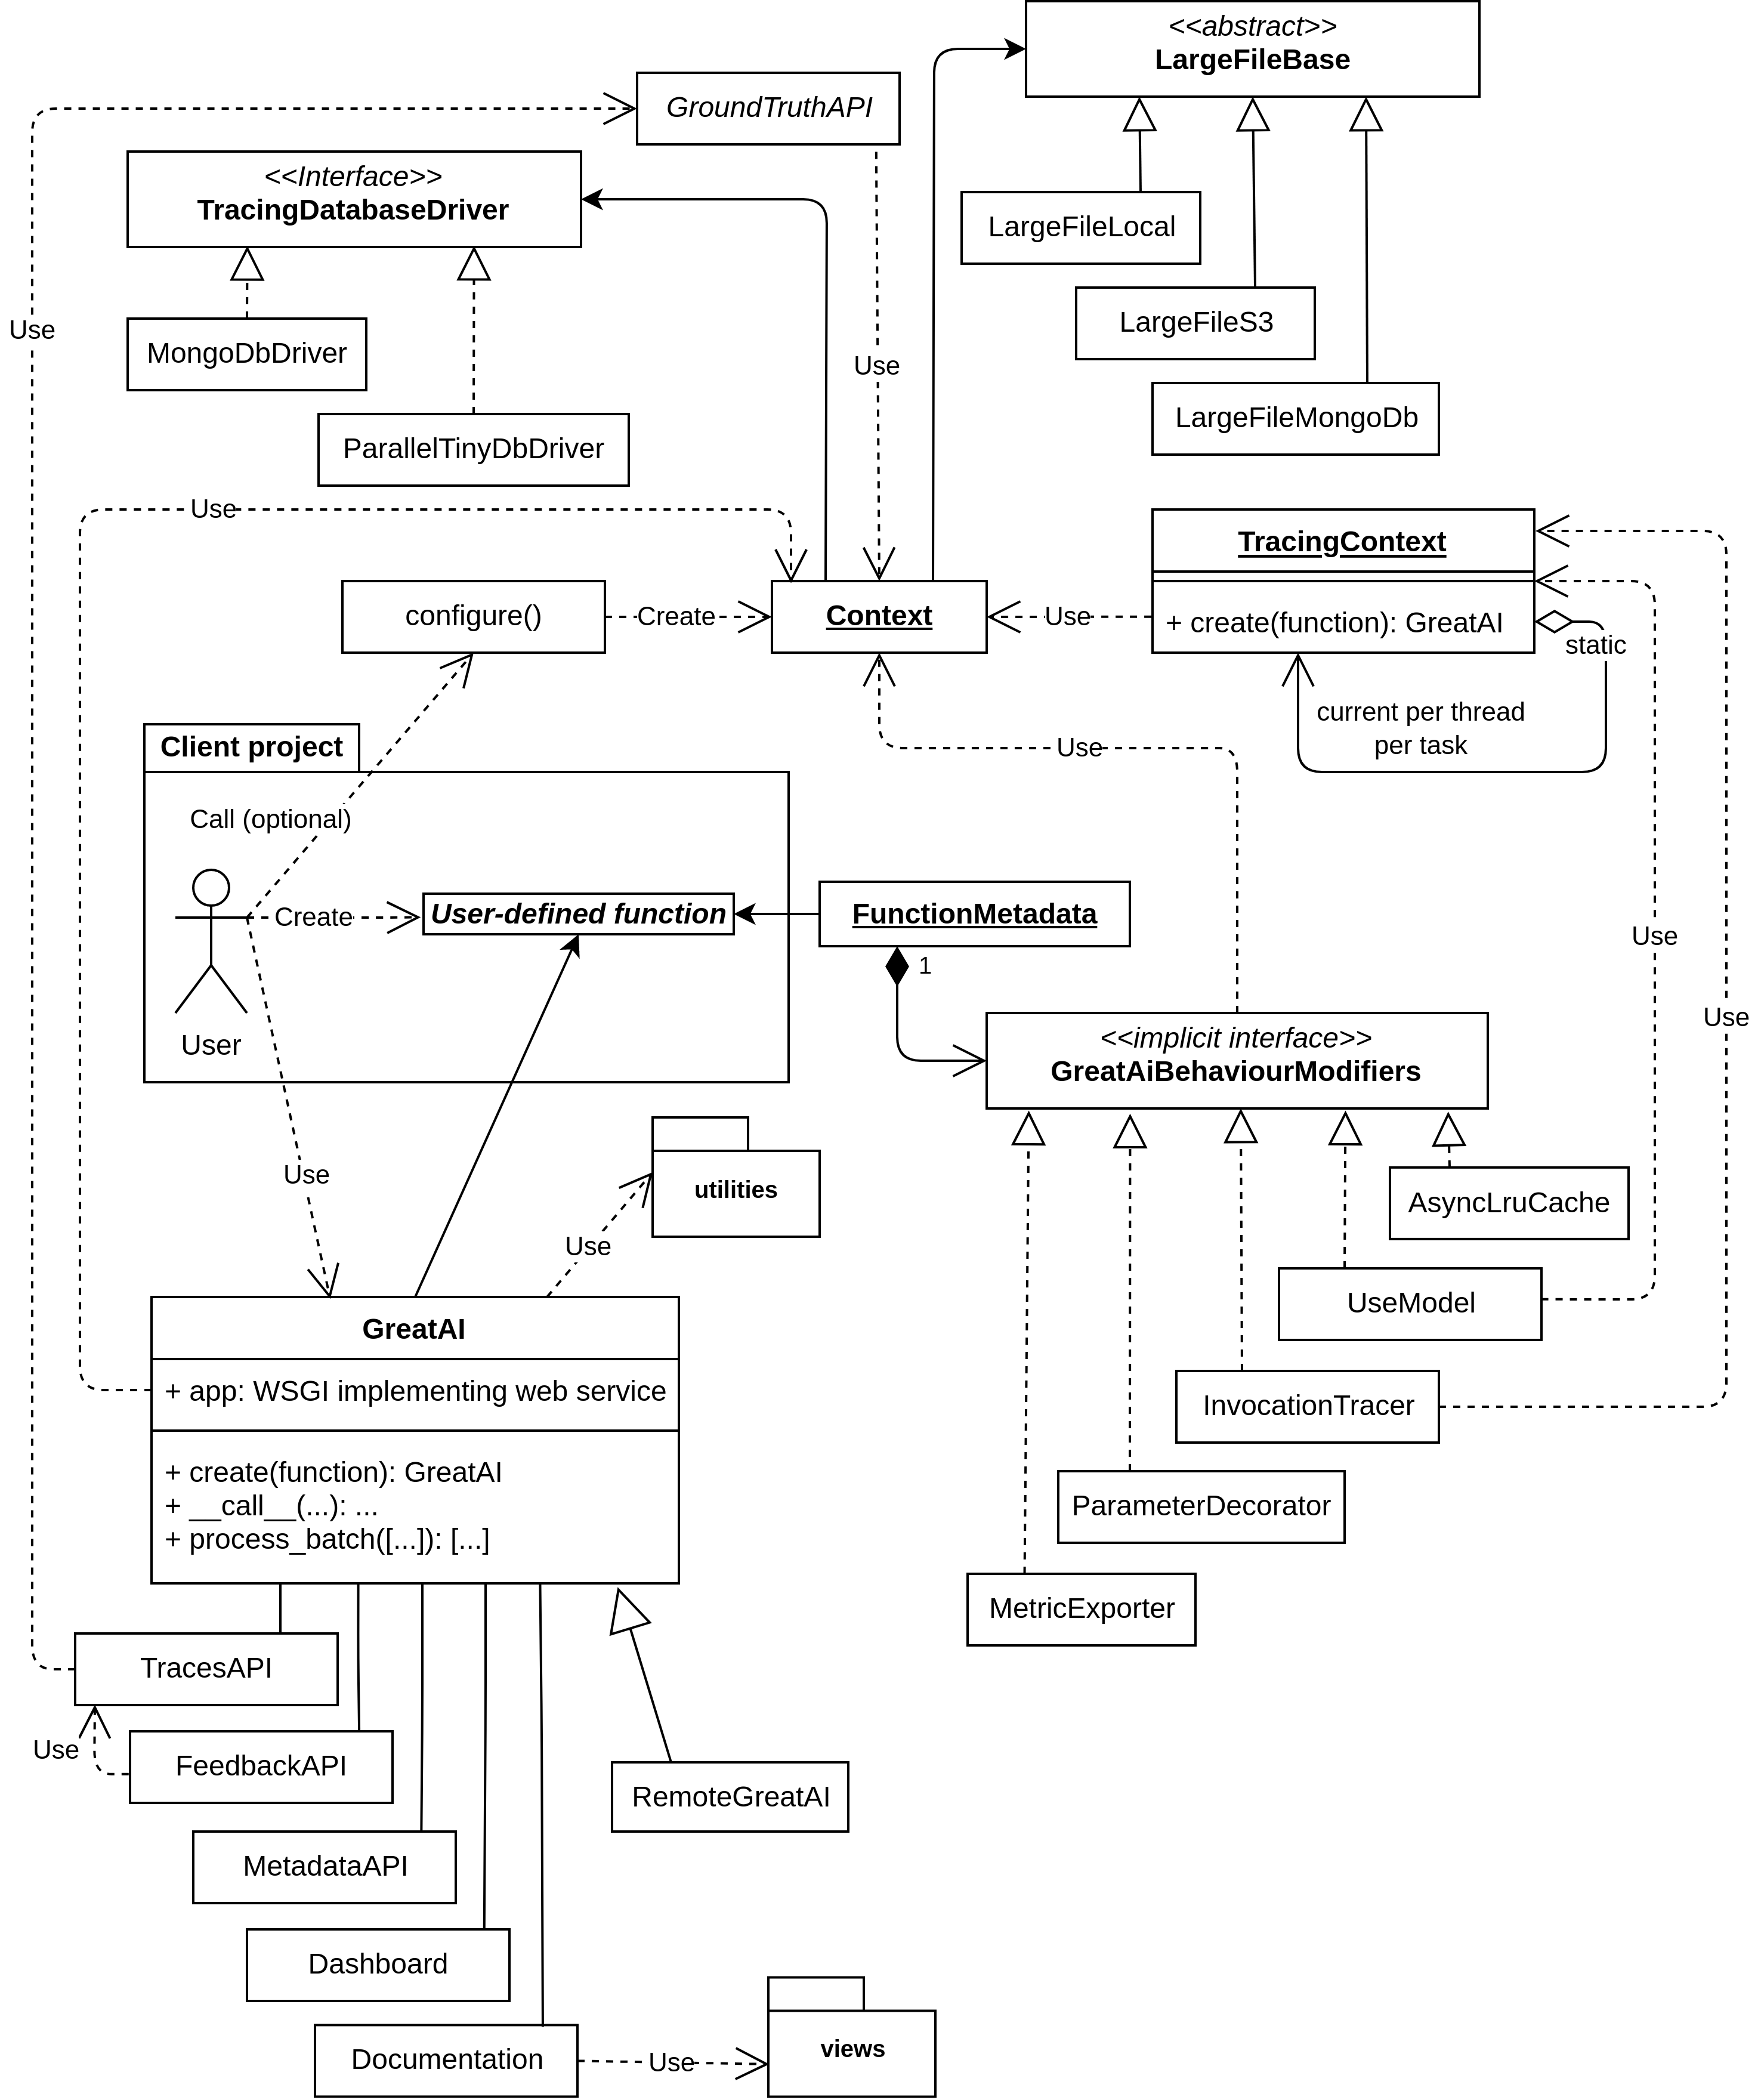 <<abstract>>
LargeFileBase
GroundTruthAPI
<<Interface>>
TracingDatabaseDriver
LargeFileLocal
LargeFileS3
Use
MongoDbDriver
Use
LargeFileMongoDb
ParallelTinyDbDriver
Use
TracingContext
configure()
Create
Context
Use
+ create(function): GreatAI
static
current per thread
per task
Use
Client project
Call (optional)
Create
User-defined function
FunctionMetadata
Use
1
Use
User
<<implicit interface>>
GreatAiBehaviourModifiers
Use
utilities
AsyncLruCache
Use
UseModel
GreatAI
+ app: WSGI implementing web service
InvocationTracer
+ create(function): GreatAI
+ __call__(...): ...
+ process_batch([...]): [...]
ParameterDecorator
MetricExporter
TracesAPI
Use
FeedbackAPI
RemoteGreatAI
MetadataAPI
Dashboard
Documentation
Use
views